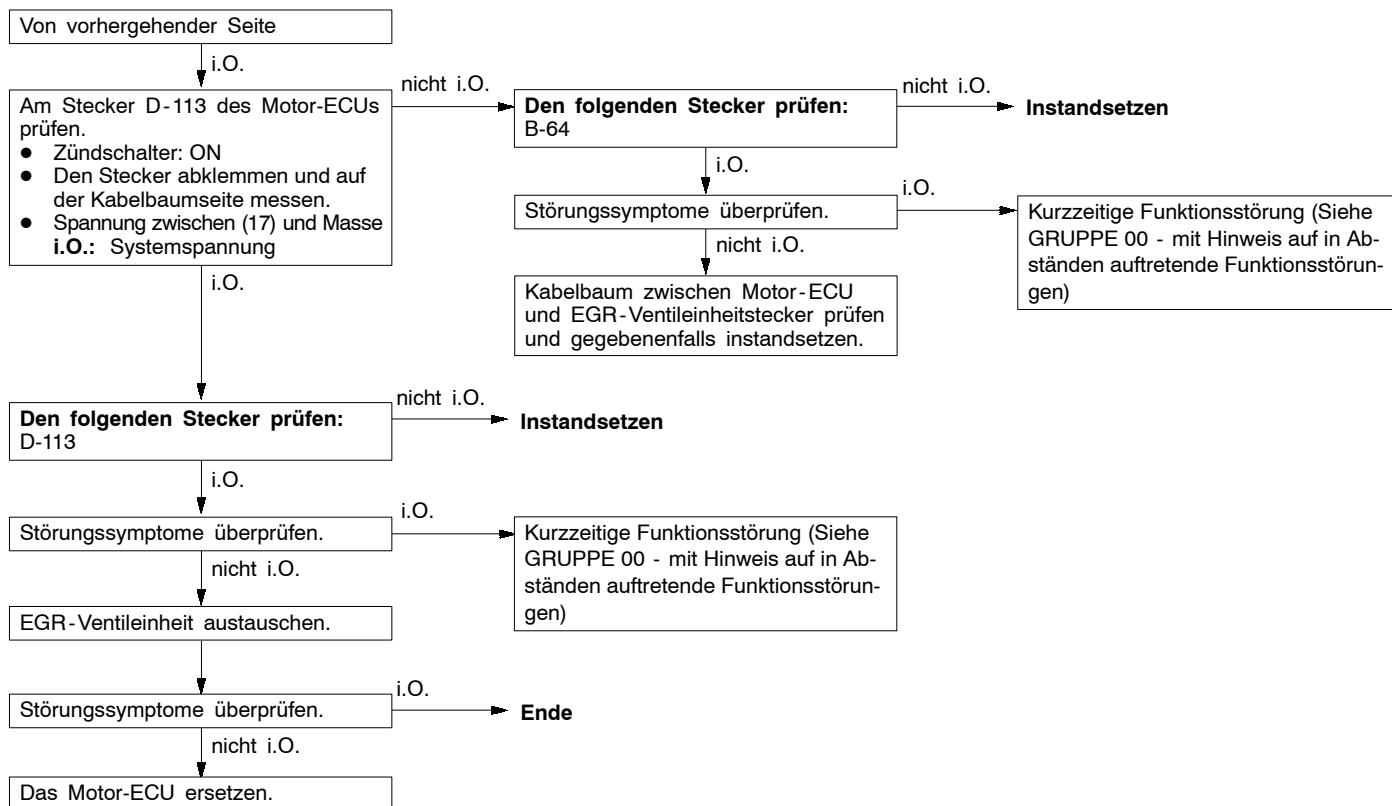 Von vorhergehender Seite
i.O.
Am Stecker D-113 des Motor-ECUs
prüfen.
● Zündschalter: ON
● Den Stecker abklemmen und auf
der Kabelbaumseite messen.
● Spannung zwischen (17) und Masse
i.O.: Systemspannung
nicht i.O.
Den folgenden Stecker prüfen:
B-64
nicht i.O.
Instandsetzen
i.O.
Störungssymptome überprüfen.
i.O.
Kurzzeitige Funktionsstörung (Siehe
GRUPPE 00 - mit Hinweis auf in Ab-
ständen auftretende Funktionsstörun-
gen)
nicht i.O.
Kabelbaum zwischen Motor-ECU
und EGR-Ventileinheitstecker prüfen
und gegebenenfalls instandsetzen.
i.O.
Den folgenden Stecker prüfen:
D-113
nicht i.O.
Instandsetzen
i.O.
Störungssymptome überprüfen.
i.O.
Kurzzeitige Funktionsstörung (Siehe
GRUPPE 00 - mit Hinweis auf in Ab-
ständen auftretende Funktionsstörun-
gen)
nicht i.O.
EGR-Ventileinheit austauschen.
Störungssymptome überprüfen.
i.O.
Ende
nicht i.O.
Das Motor-ECU ersetzen.